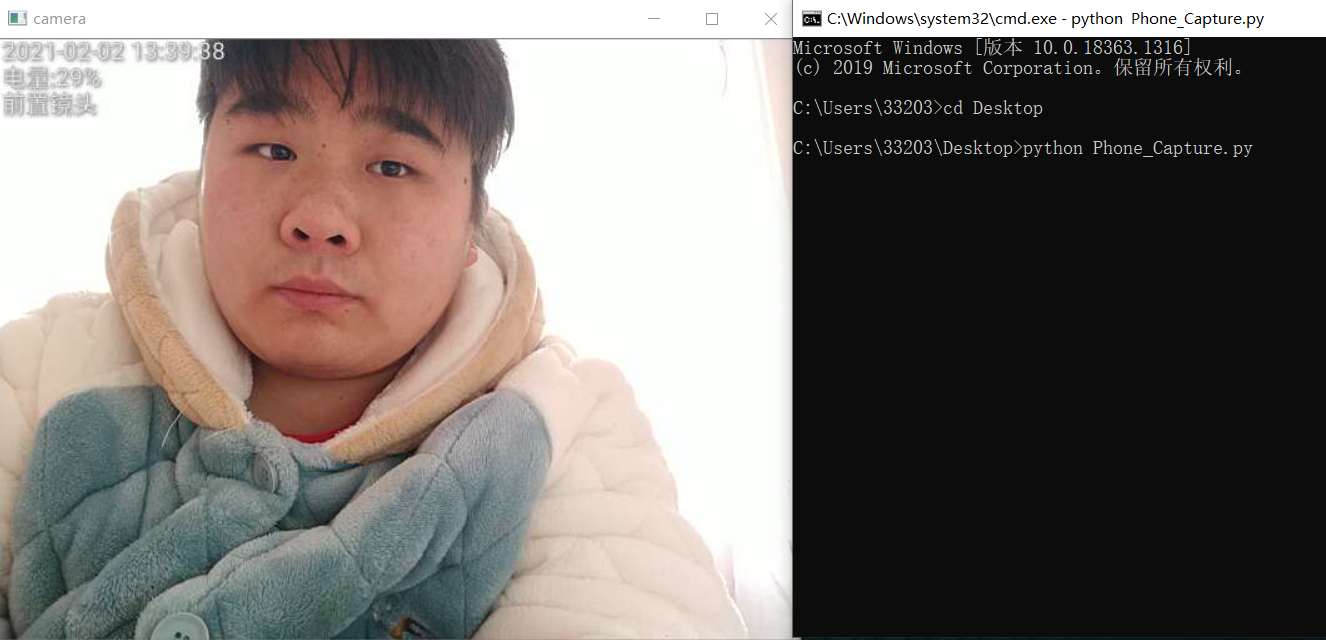 camera
2021-02-02 13:39:38
电量:29%
前置镜头
C:\Windows\system32\cmd.exe - python  Phone_Capture.py
Microsoft Windows [版本 10.0.18363.1316]
(c) 2019 Microsoft Corporation。保留所有权利。
C:\Users\33203>cd Desktop
C:\Users\33203\Desktop>python Phone_Capture.py